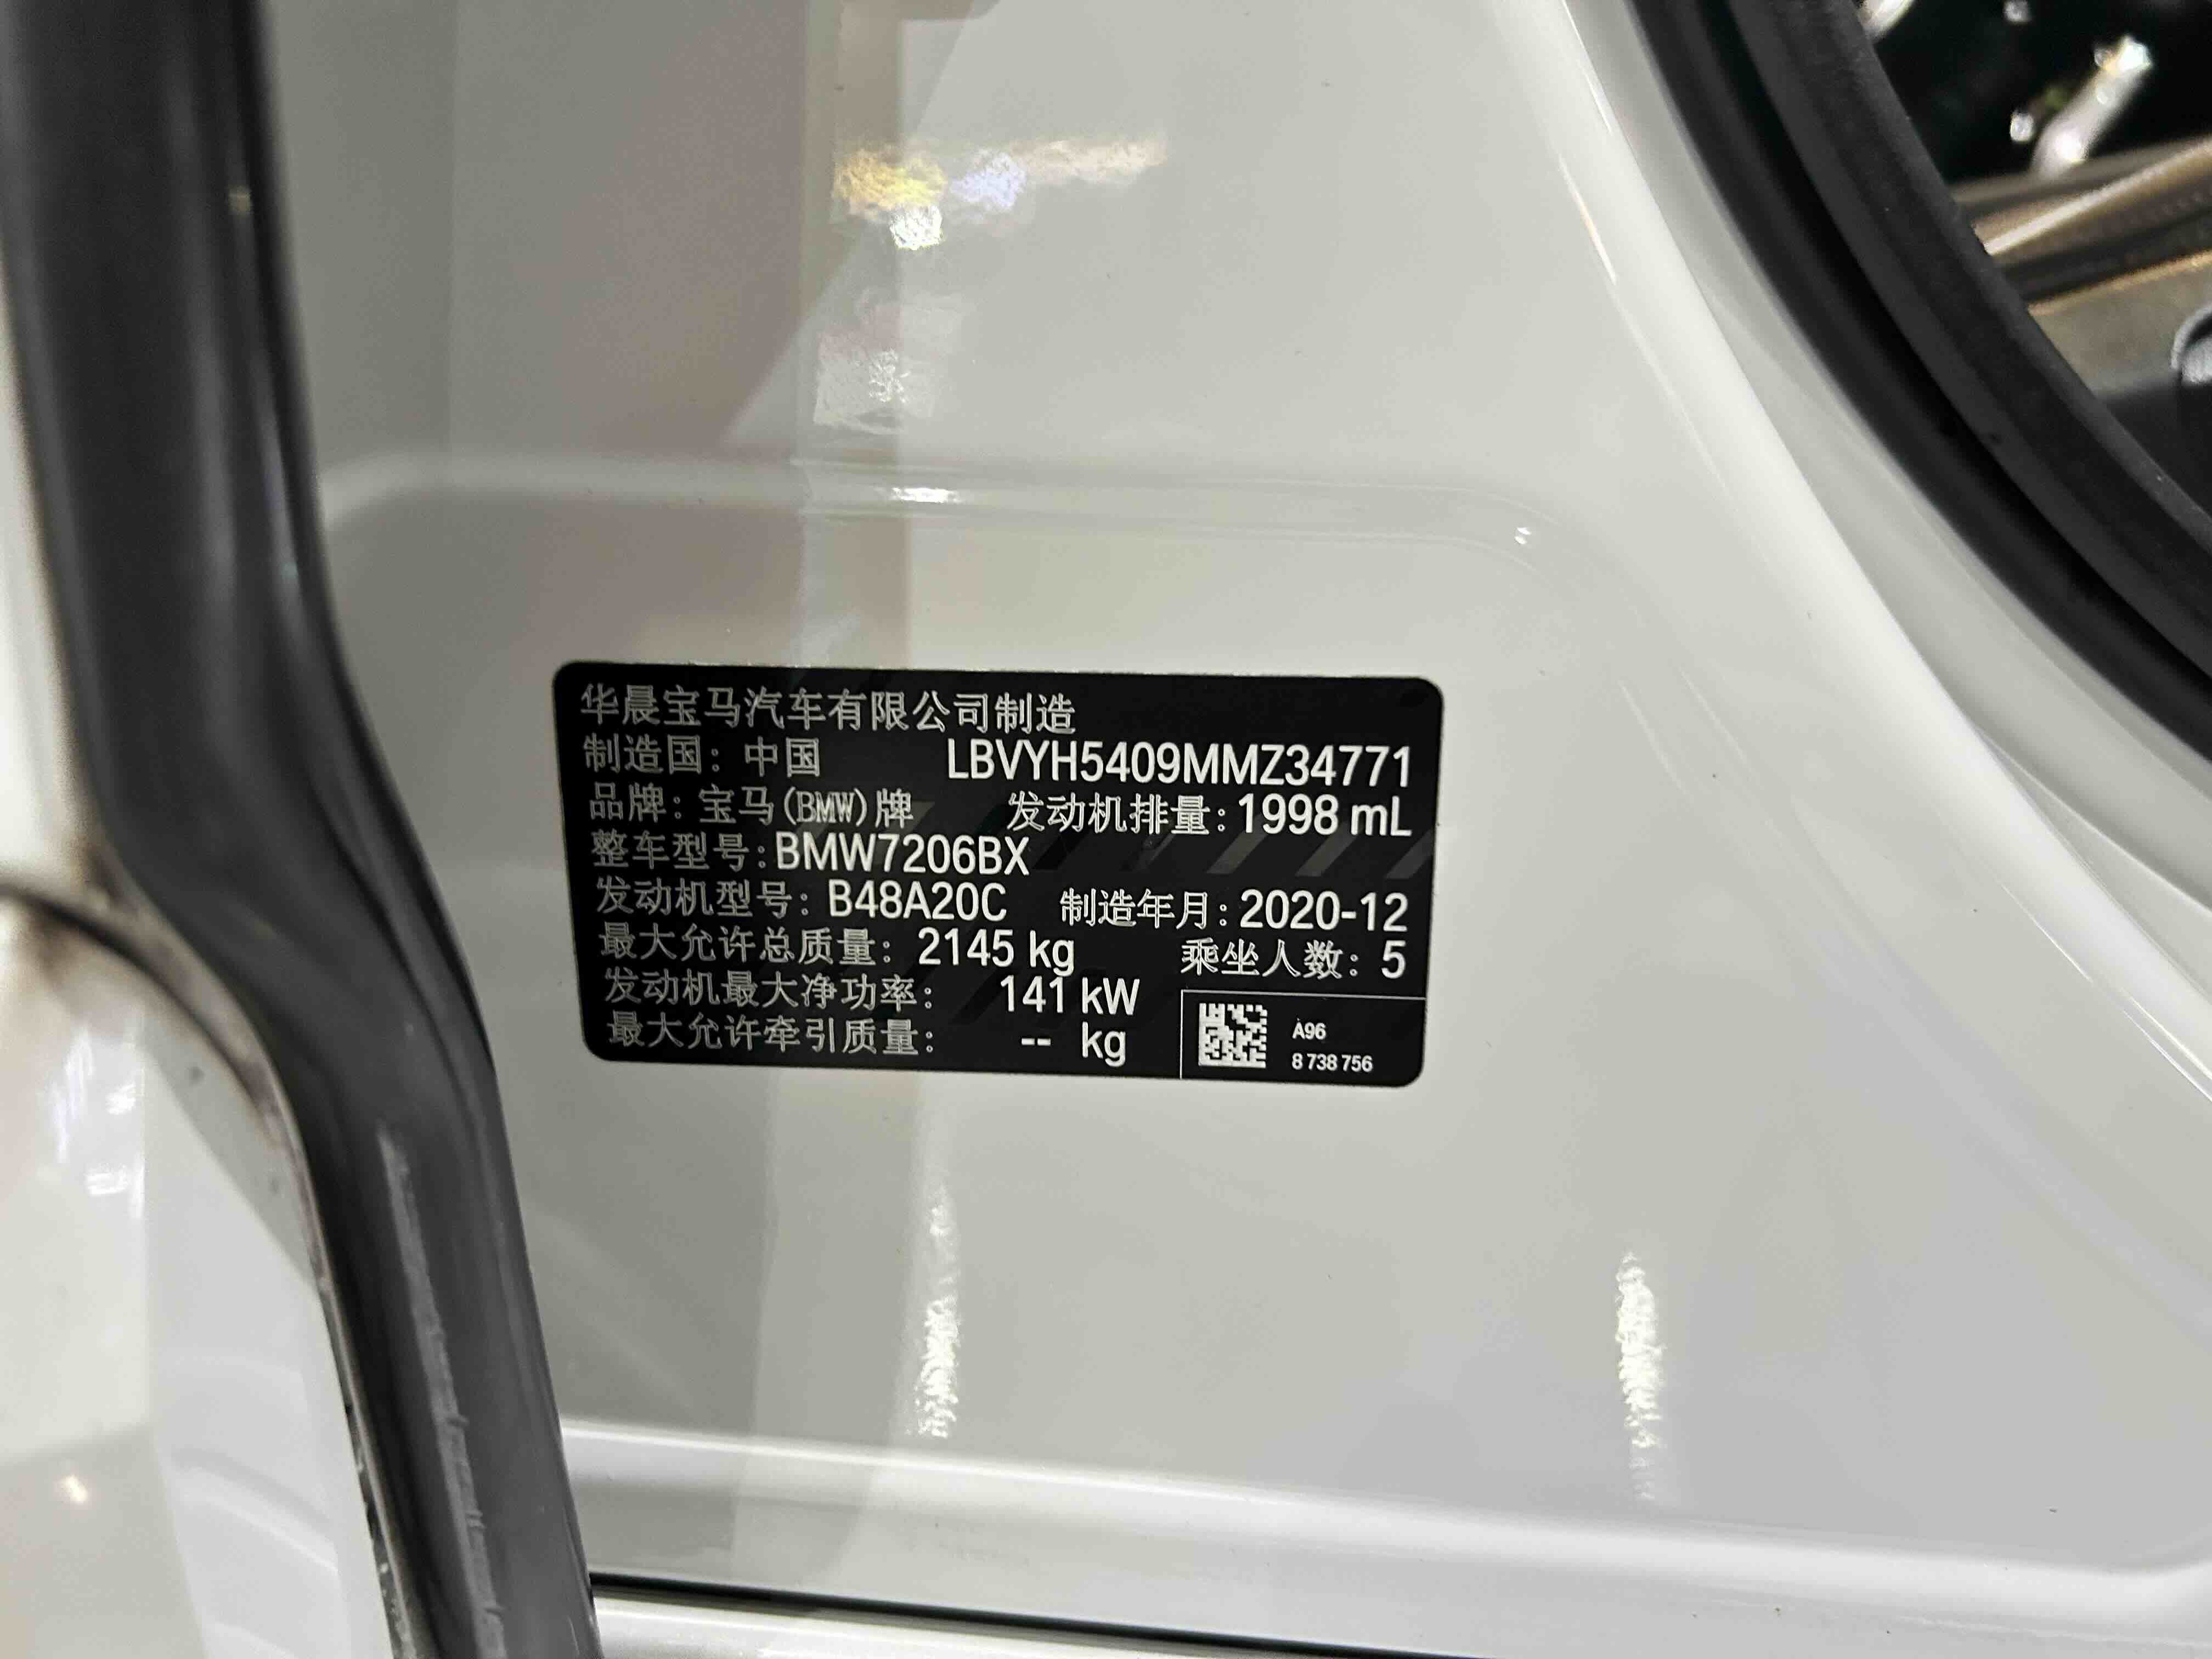 华晨宝马汽车有限公司制造
制造国：中国 LBVYH5409MMZ34771
品牌：宝马(BMW)牌 发动机排量：1998 mL
整车型号：BMW7206BX
发动机型号：B48A20C 制造年月：2020-12
最大允许总质量：2145 kg 乘坐人数：5
发动机最大净功率： 141 kW
最大允许牵引质量： -- kg
A96
8 738 756